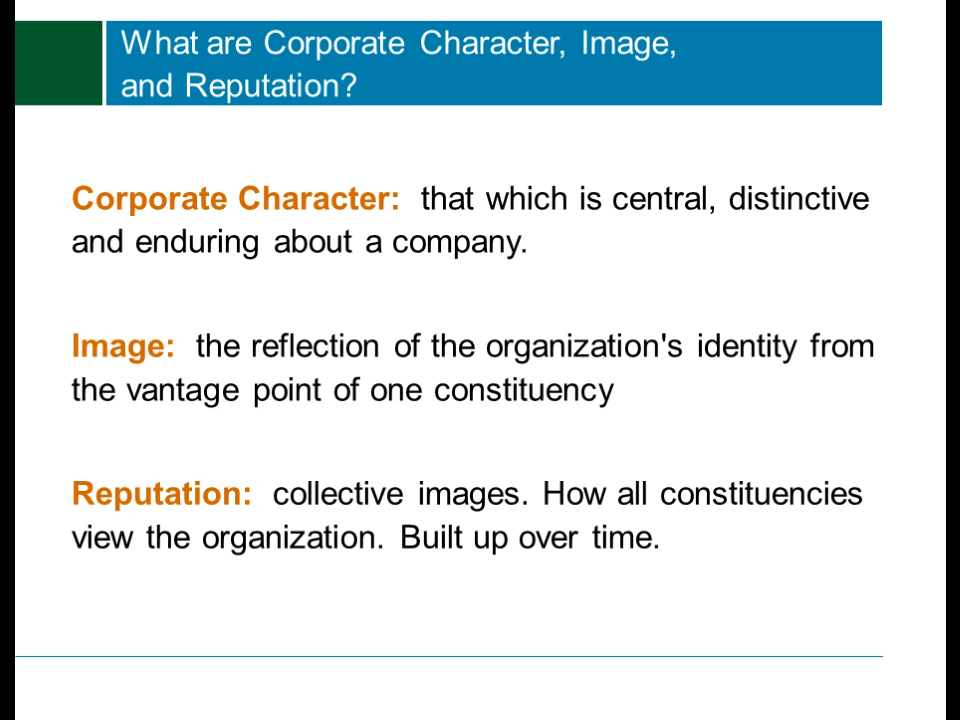 What are Corporate Character, Image,
and Reputation?
Corporate Character: that which is central, distinctive
and enduring about a company.
Image: the reflection of the organization's identity from
the vantage point of one constituency
Reputation: collective images. How all constituencies
view the organization. Built up over time.